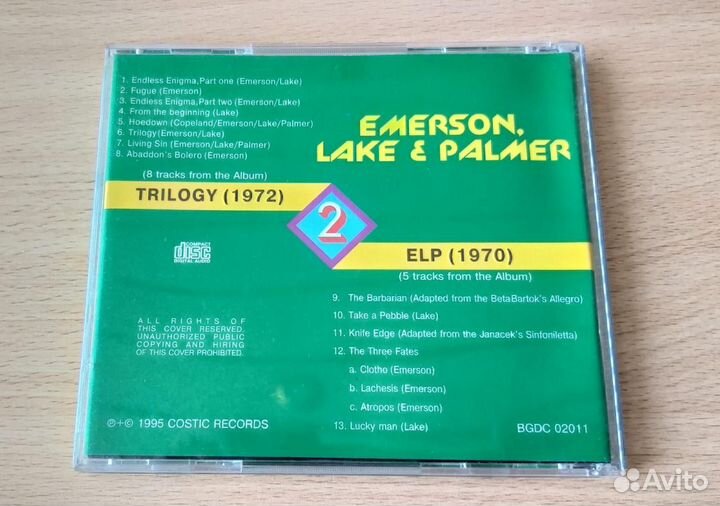 1. Endless Enigma,Part one (Emerson/Lake)
2. Fugue (Emerson)
3. Endless Enigma,Part two (Emerson/Lake)
4. From the beginning (Lake)
5. Hoedown (Copeland/Emerson/Lake/Palmer)
6. Trilogy(Emerson/Lake)
7. Living Sin (Emerson/Lake/Palmer)
8. Abaddon's Bolero (Emerson)
(8 tracks from the Album)
TRILOGY (1972)
EMERSON,
LAKE & PALMER
2
ELP (1970)
(5 tracks from the Album)
COMPACT
disc
DIGITAL AUDIO
ALL RIGHTS OF
THIS COVER RESERVED.
UNAUTHORIZED PUBLIC
COPYING AND HIRING
OF THIS COVER PROHIBITED.
9. The Barbarian (Adapted from the BetaBartok's Allegro)
10. Take a Pebble (Lake)
11. Knife Edge (Adapted from the Janacek's Sinfoniletta)
12. The Three Fates
a. Clotho (Emerson)
b. Lachesis (Emerson)
c. Atropos (Emerson)
13. Lucky man (Lake)
℗+© 1995 COSTIC RECORDS
BGDC 02011
Avito